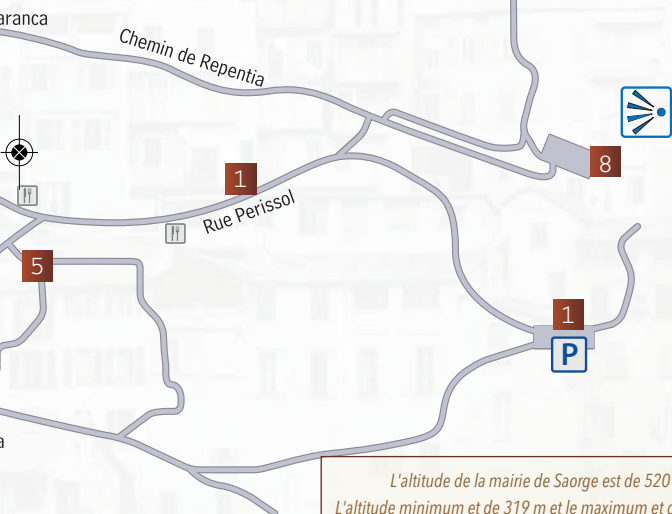 aranca
Chemin de Repentia
8
1
Rue Perissol
5
1
P
a
L'altitude de la mairie de Saorge est de 520
L'altitude minimum et de 319 m et le maximum et d